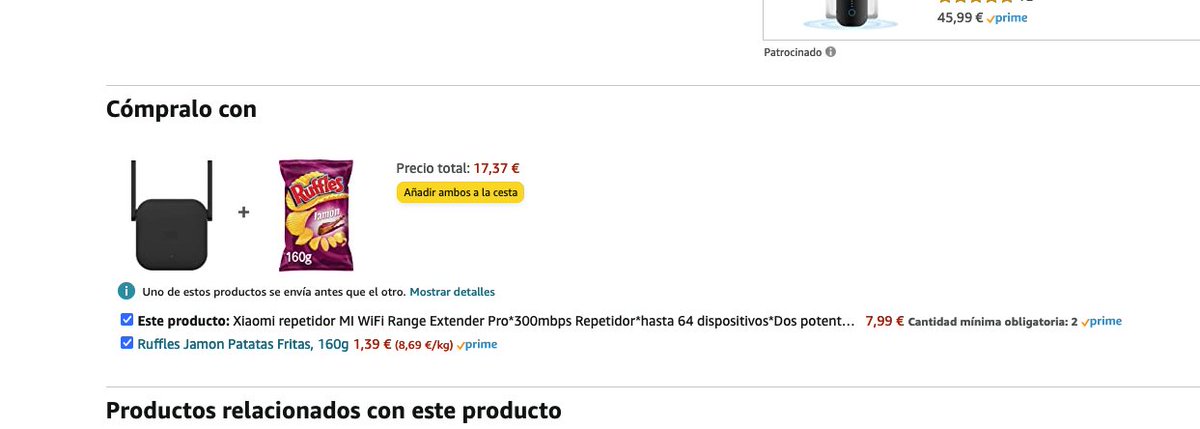 45,99 € prime
Patrocinado
Cómpralo con
Precio total: 17,37 €
Añadir ambos a la cesta
+
Ruffles
Jamon
160g
Uno de estos productos se envía antes que el otro. Mostrar detalles
Este producto: Xiaomi repetidor MI WiFi Range Extender Pro*300mbps Repetidor*hasta 64 dispositivos*Dos potent... 7,99 € Cantidad mínima obligatoria: 2 prime
Ruffles Jamon Patatas Fritas, 160g 1,39 € (8,69 €/kg) prime
Productos relacionados con este producto